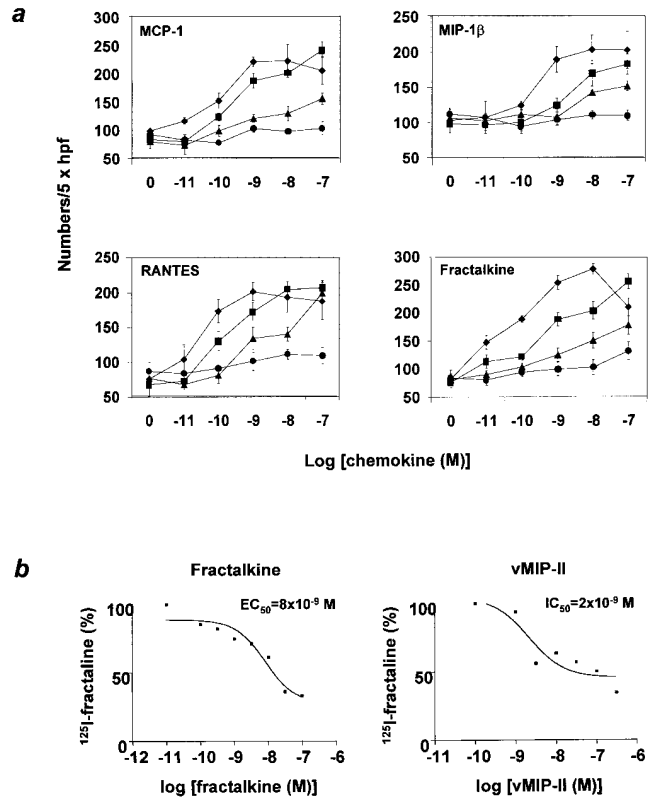 a
MCP-1
300
250
200
150
100
50
0 -11 -10 -9 -8 -7
MIP-1β
250
200
150
100
50
0 -11 -10 -9 -8 -7
Numbers/5 x hpf
RANTES
250
200
150
100
50
0 -11 -10 -9 -8 -7
Fractalkine
300
250
200
150
100
50
0 -11 -10 -9 -8 -7
Log [chemokine (M)]
b
Fractalkine
EC50=8x10-9 M
125I-fractaline (%)
100
50
0
-12 -11 -10 -9 -8 -7 -6
log [fractalkine (M)]
vMIP-II
IC50=2x10-9 M
125I-fractaline (%)
100
50
0
-11 -10 -9 -8 -7 -6
log [vMIP-II (M)]